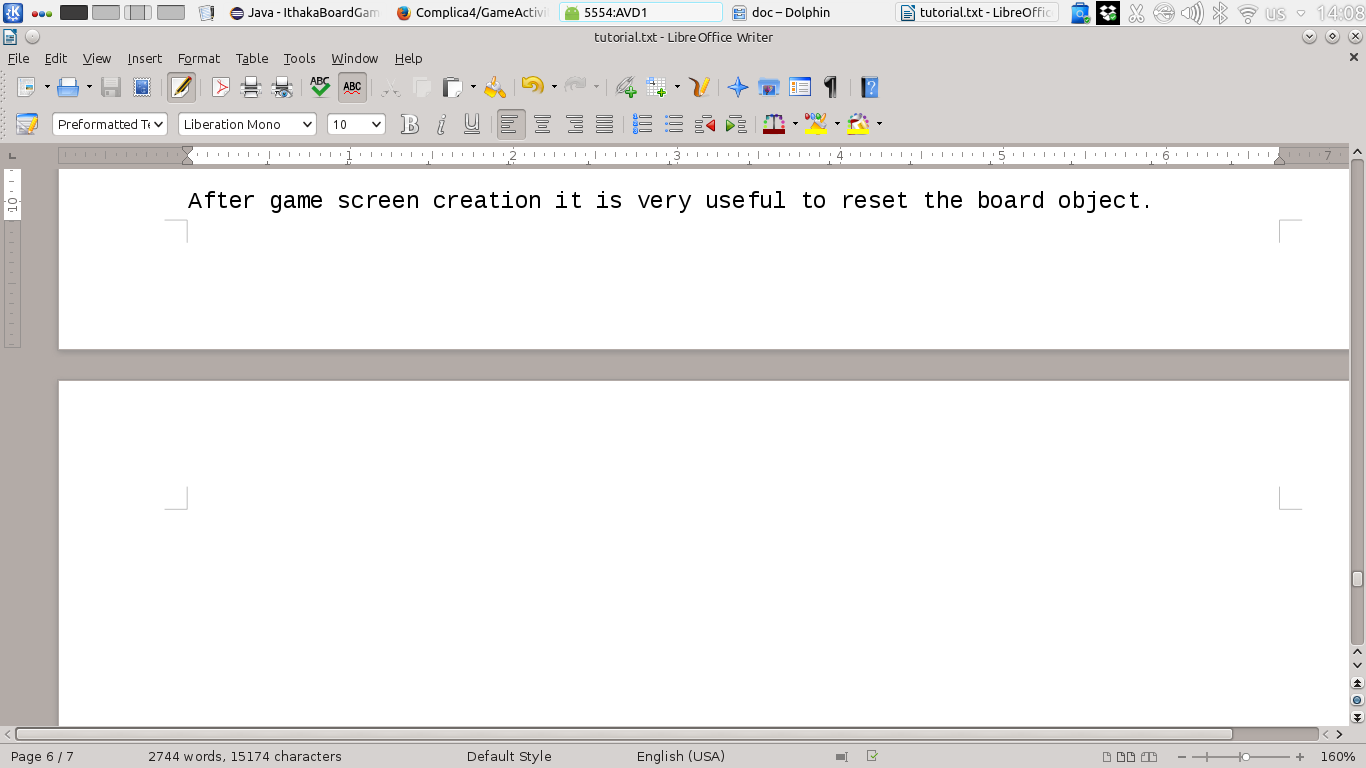 Java - IthakaBoardGam
Complica4/GameActivi
5554:AVD1
doc – Dolphin
tutorial.txt - LibreOffic
us
14:08
tutorial.txt - LibreOffice Writer
File Edit View Insert Format Table Tools Window Help
ABC ABC
Preformatted Te Liberation Mono 10 B i U
1 2 3 4 5 6 7
10
After game screen creation it is very useful to reset the board object.
Page 6 / 7 2744 words, 15174 characters Default Style English (USA) 160%